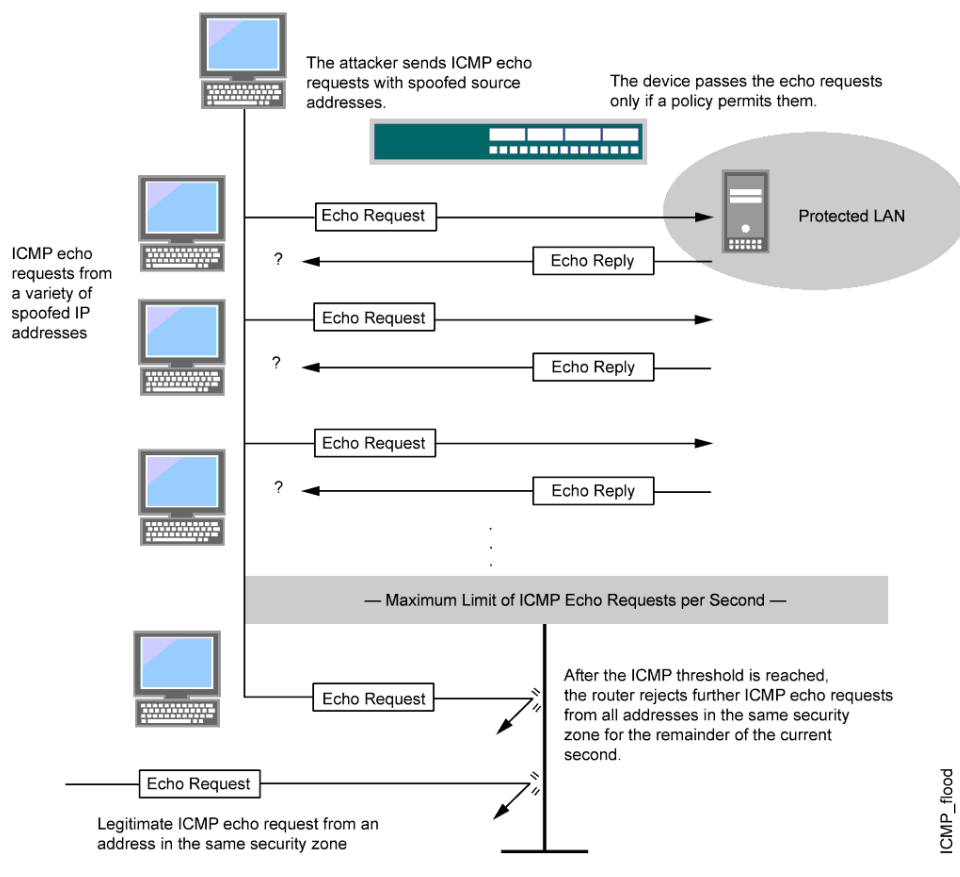 The attacker sends ICMP echo
requests with spoofed source
addresses.
The device passes the echo requests
only if a policy permits them.
Echo Request
Protected LAN
ICMP echo
requests from
a variety of
spoofed IP
addresses
?
Echo Reply
Echo Request
?
Echo Reply
Echo Request
?
Echo Reply
— Maximum Limit of ICMP Echo Requests per Second —
After the ICMP threshold is reached,
the router rejects further ICMP echo requests
from all addresses in the same security
zone for the remainder of the current
second.
Echo Request
Echo Request
Legitimate ICMP echo request from an
address in the same security zone
ICMP_flood